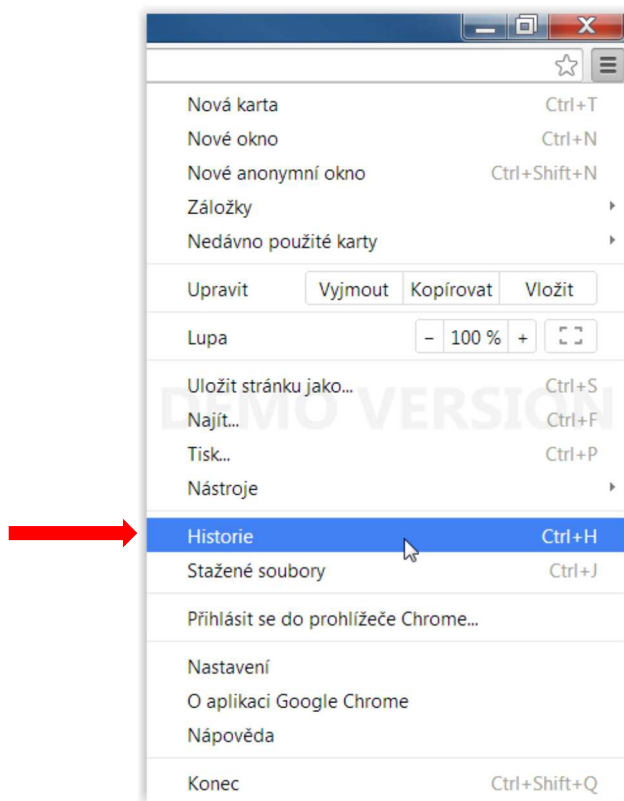 Nová karta Ctrl+T
Nové okno Ctrl+N
Nové anonymní okno Ctrl+Shift+N
Záložky
Nedávno použité karty
Upravit Vyjmout Kopírovat Vložit
Lupa − 100 % +
Uložit stránku jako... Ctrl+S
DEMO VERSION
Najít... Ctrl+F
Tisk... Ctrl+P
Nástroje
Historie Ctrl+H
Stažené soubory Ctrl+J
Přihlásit se do prohlížeče Chrome...
Nastavení
O aplikaci Google Chrome
Nápověda
Konec Ctrl+Shift+Q